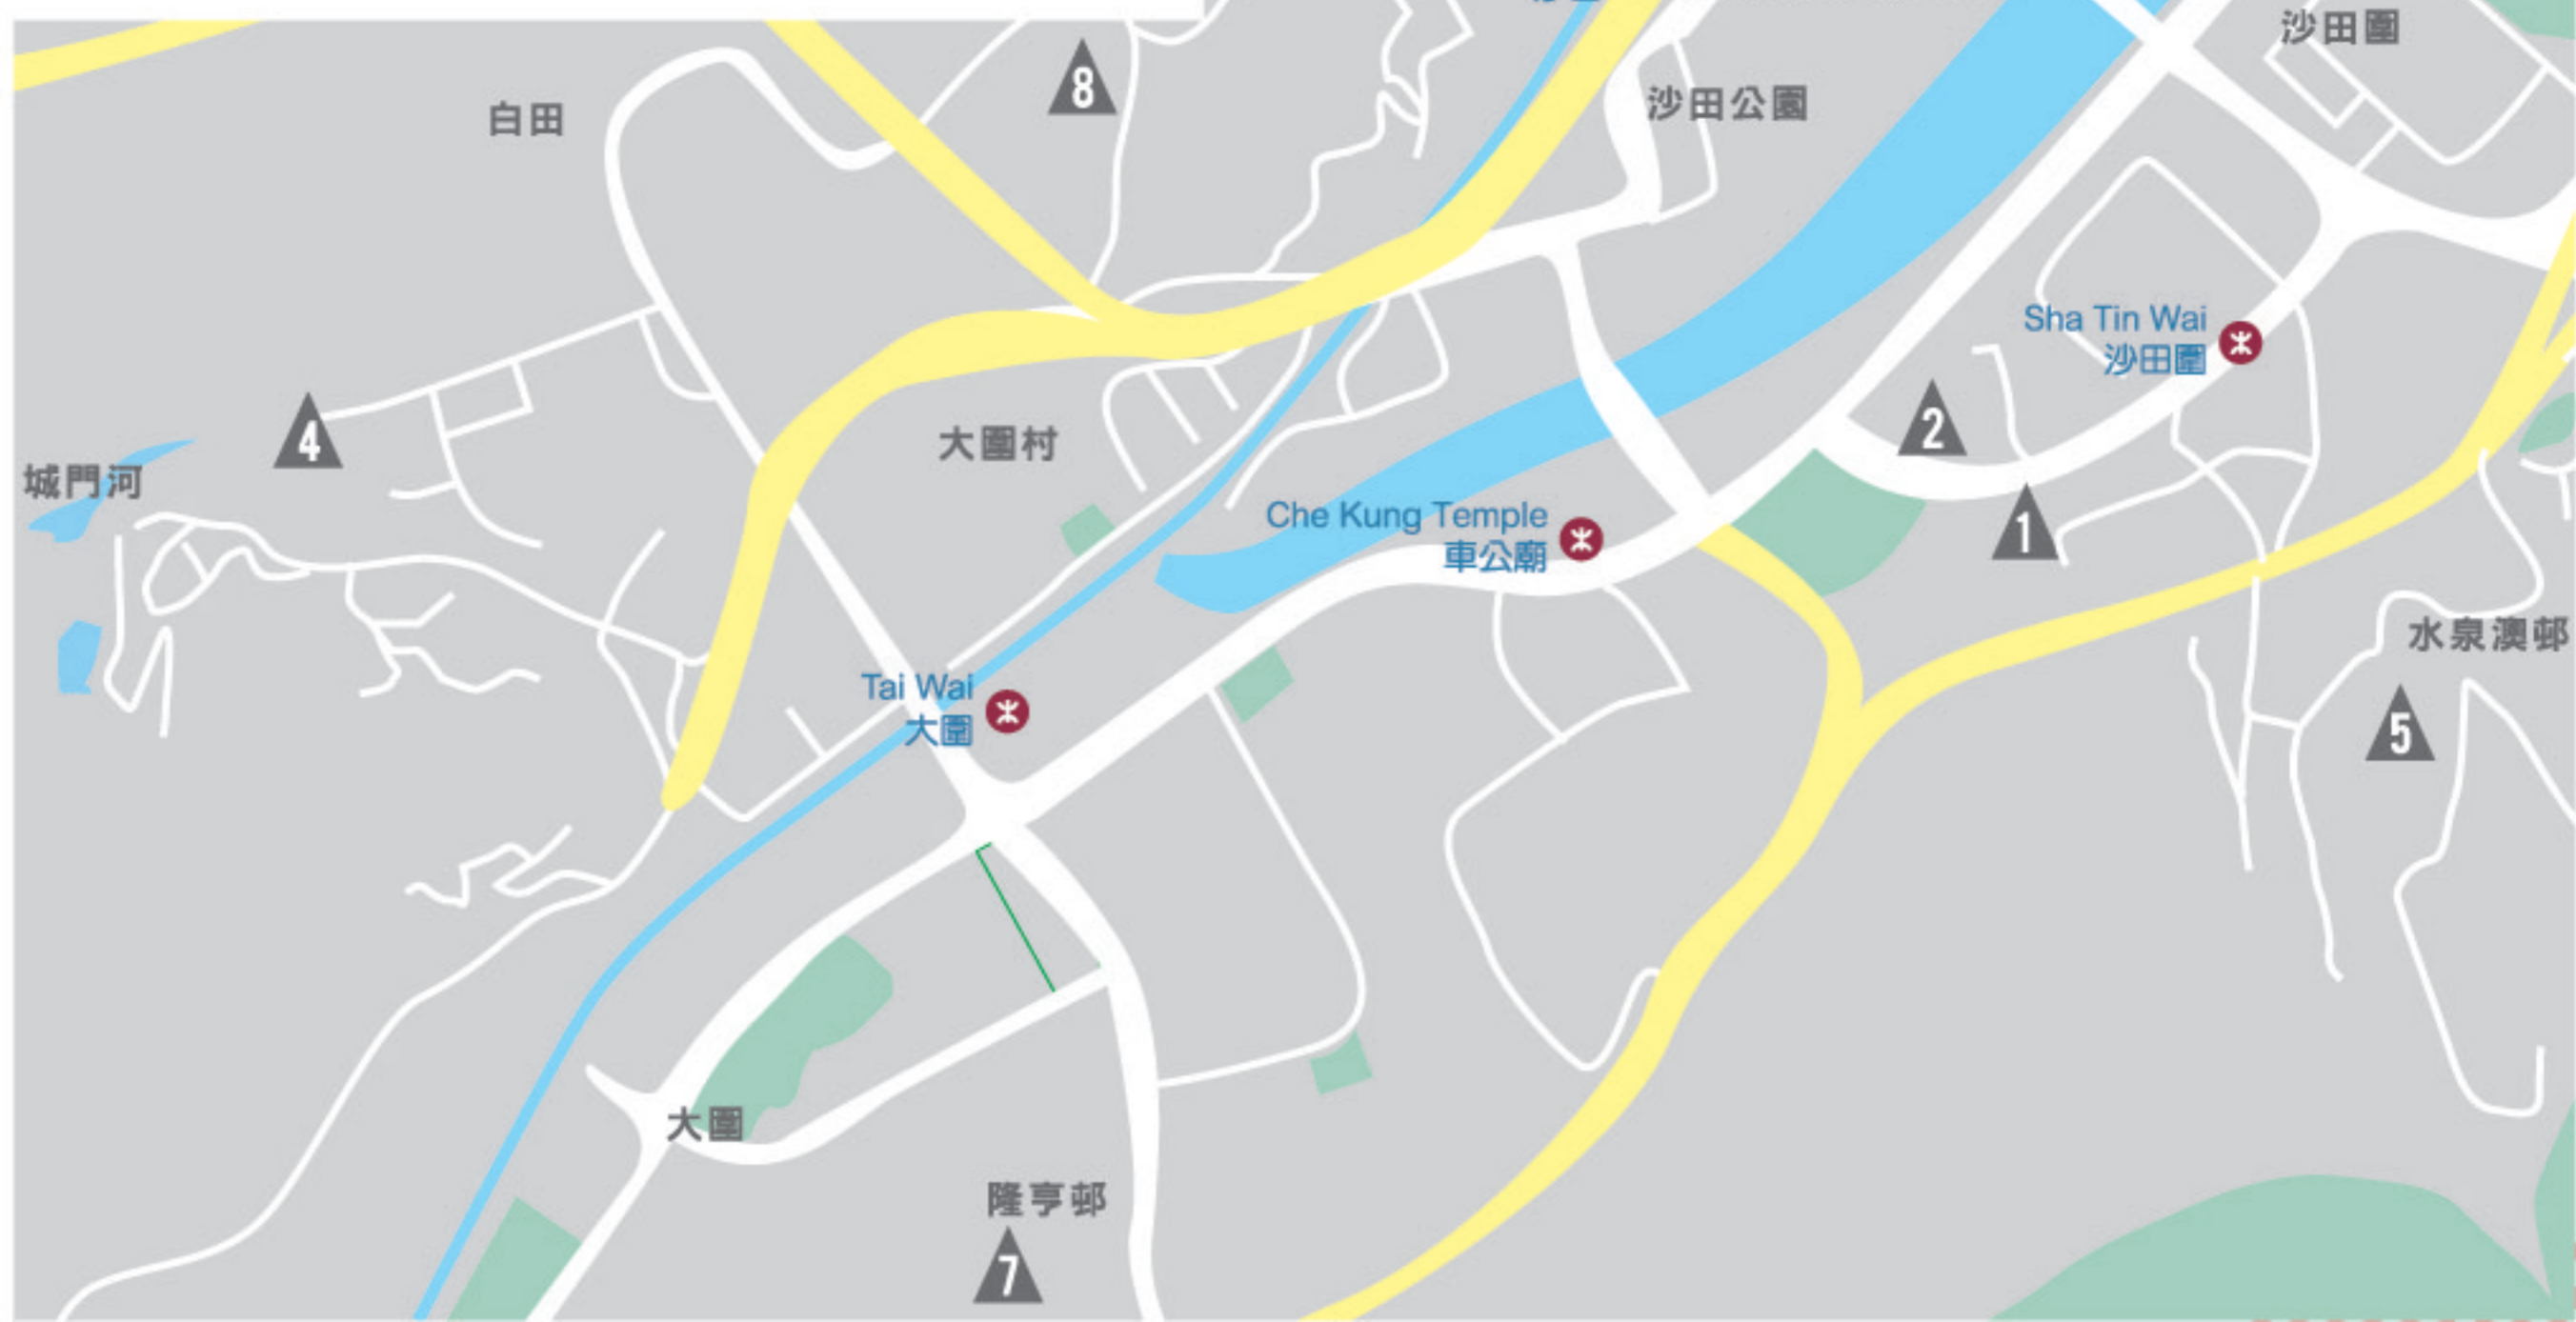 沙田圍
8
沙田公園
白田
Sha Tin Wai
沙田圍
2
4
大圍村
城門河
Che Kung Temple
車公廟
1
水泉澳邨
Tai Wai
大圍
5
大圍
隆亨邨
7